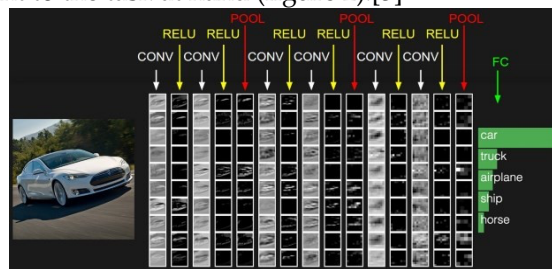 POOL POOL POOL
RELU RELU RELU RELU RELU RELU
CONV CONV CONV CONV CONV CONV
FC
car
truck
airplane
ship
horse